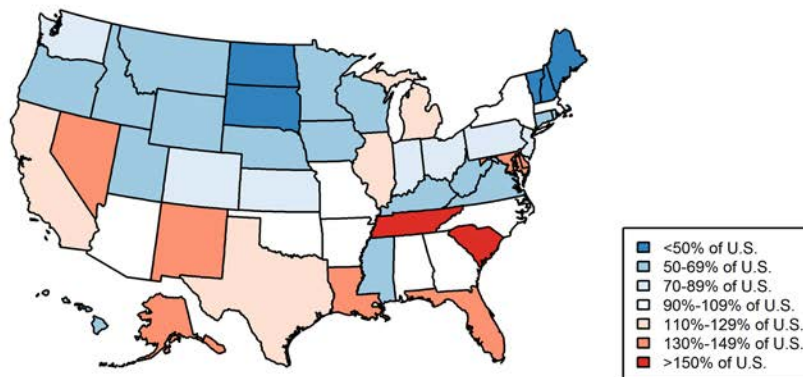 <50% of U.S.
50-69% of U.S.
70-89% of U.S.
90%-109% of U.S.
110%-129% of U.S.
130%-149% of U.S.
>150% of U.S.